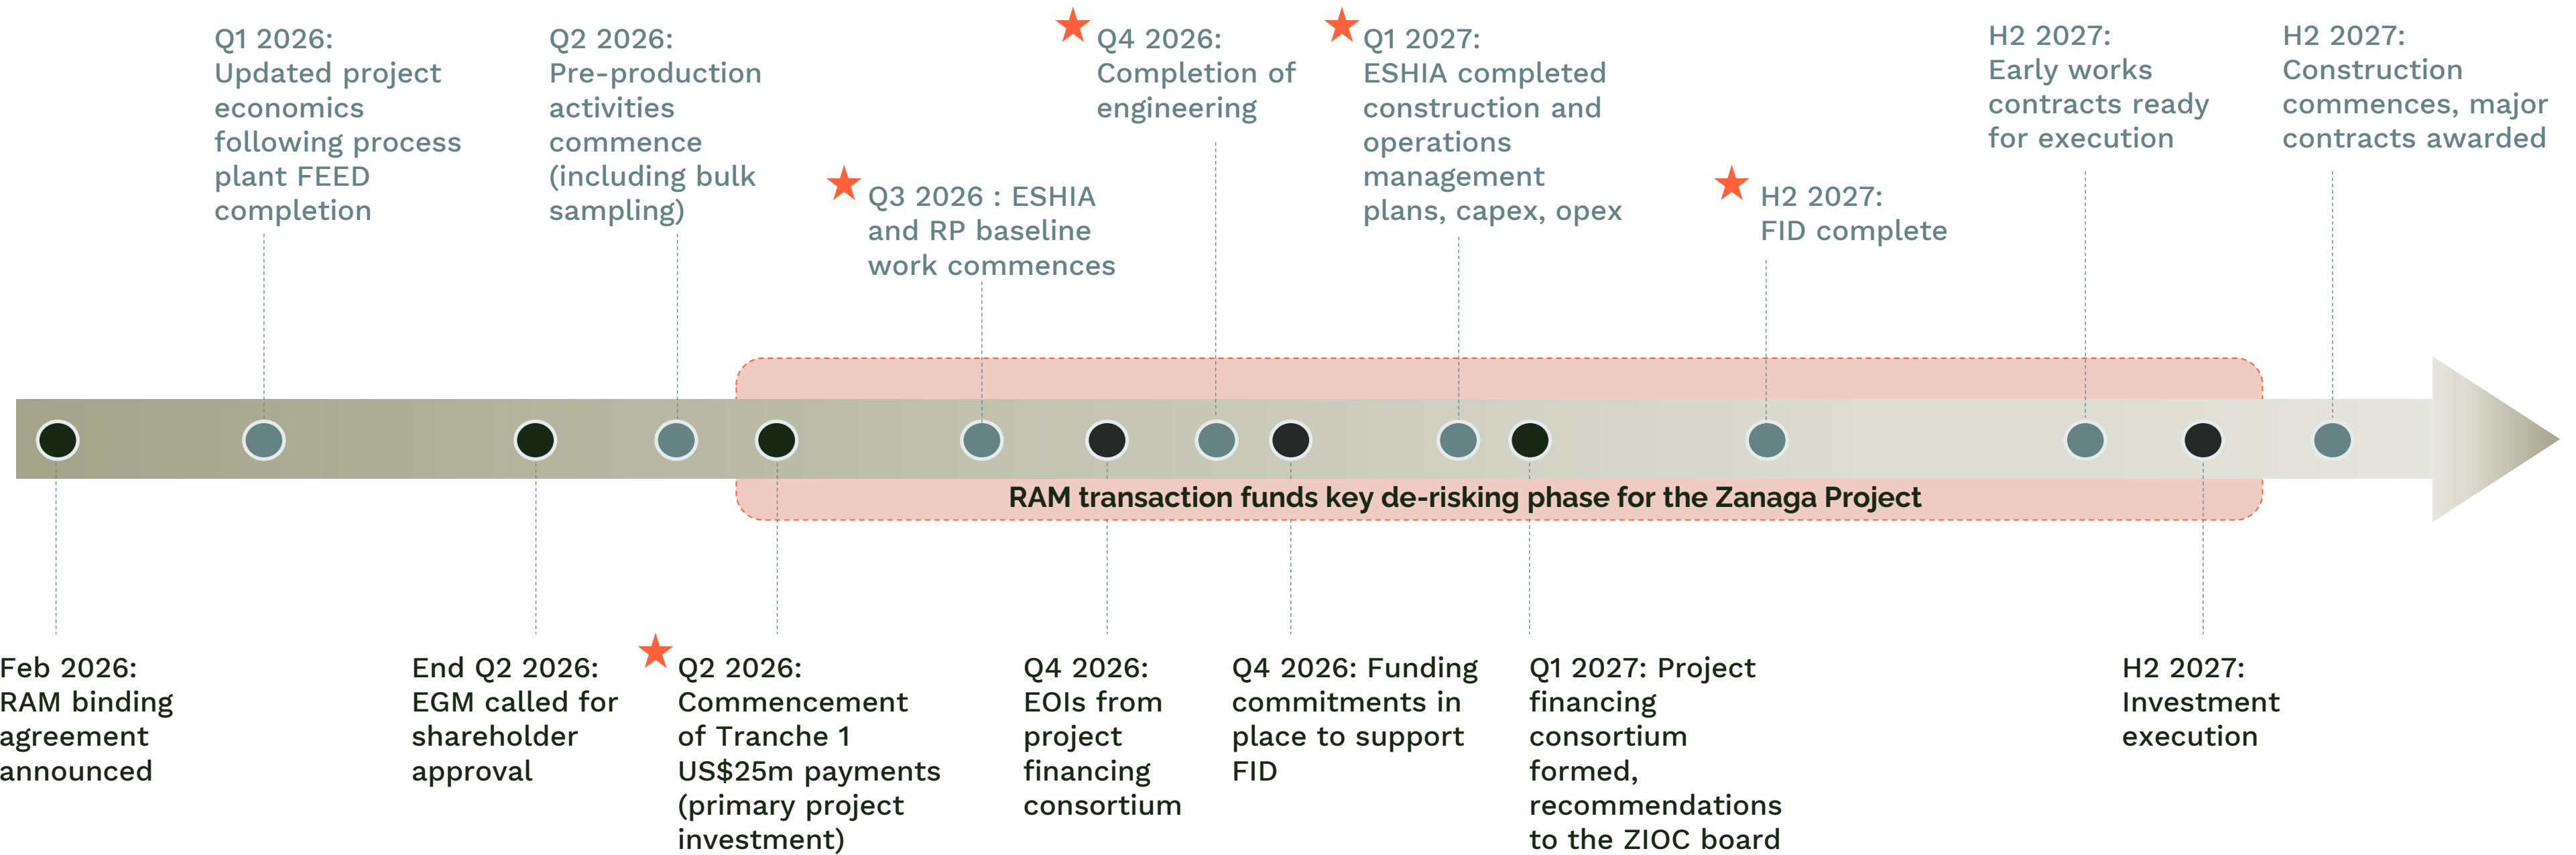 Q1 2026:
Updated project
economics
following process
plant FEED
completion
Q2 2026:
Pre-production
activities
commence
(including bulk
sampling)
Q3 2026 : ESHIA
and RP baseline
work commences
Q4 2026:
Completion of
engineering
Q1 2027:
ESHIA completed
construction and
operations
management
plans, capex, opex
H2 2027:
FID complete
H2 2027:
Early works
contracts ready
for execution
H2 2027:
Construction
commences, major
contracts awarded
RAM transaction funds key de-risking phase for the Zanaga Project
Feb 2026:
RAM binding
agreement
announced
End Q2 2026:
EGM called for
shareholder
approval
Q2 2026:
Commencement
of Tranche 1
US$25m payments
(primary project
investment)
Q4 2026:
EOIs from
project
financing
consortium
Q4 2026: Funding
commitments in
place to support
FID
Q1 2027: Project
financing
consortium
formed,
recommendations
to the ZIOC board
H2 2027:
Investment
execution